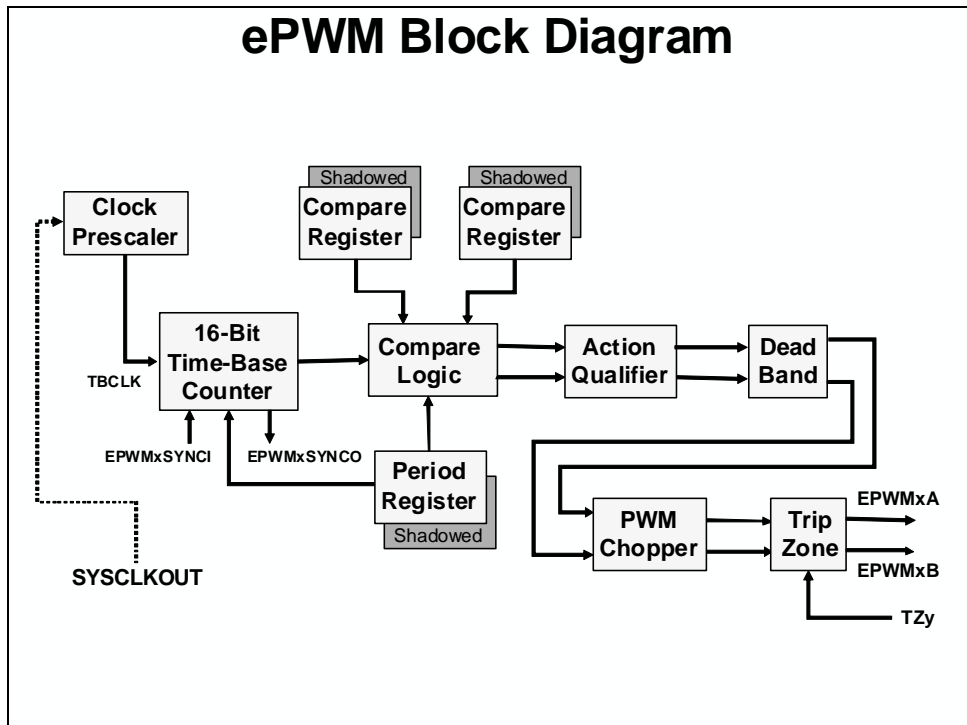 ePWM Block Diagram
Shadowed
Compare
Register
Shadowed
Compare
Register
Clock
Prescaler
16-Bit
Time-Base
Counter
TBCLK
Compare
Logic
Action
Qualifier
Dead
Band
EPWMxSYNCI
EPWMxSYNCO
Period
Register
Shadowed
SYSCLKOUT
PWM
Chopper
Trip
Zone
EPWMxA
EPWMxB
TZy